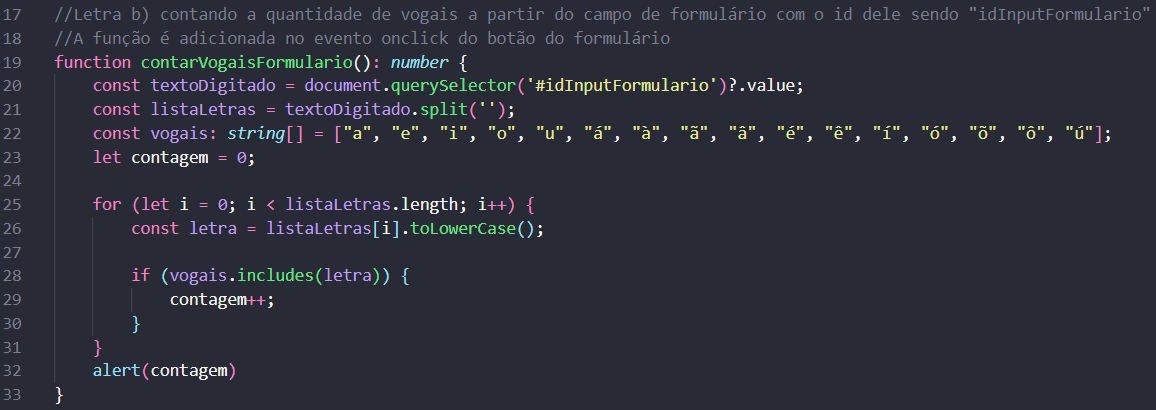 17 //Letra b) contando a quantidade de vogais a partir do campo de formulário com o id dele sendo "idInputFormulario"
18 //A função é adicionada no evento onclick do botão do formulário
19 function contarVogaisFormulario(): number {
20     const textoDigitado = document.querySelector('#idInputFormulario')?.value;
21     const listaLetras = textoDigitado.split('');
22     const vogais: string[] = ["a", "e", "i", "o", "u", "á", "à", "ã", "â", "é", "ê", "í", "ó", "õ", "ô", "ú"];
23     let contagem = 0;
24
25     for (let i = 0; i < listaLetras.length; i++) {
26         const letra = listaLetras[i].toLowerCase();
27
28         if (vogais.includes(letra)) {
29             contagem++;
30         }
31     }
32     alert(contagem)
33 }